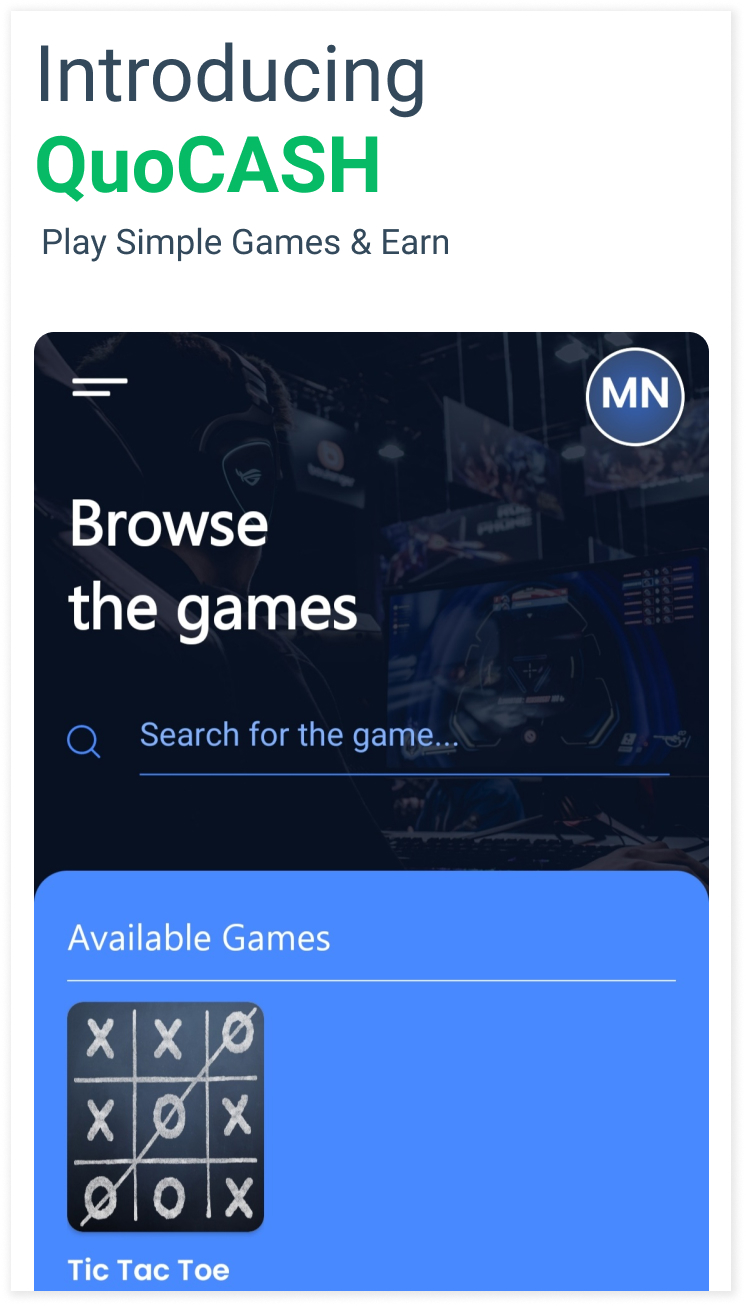 Introducing
QuoCASH
Play Simple Games & Earn
MN
Browse
the games
Search for the game...
Available Games
X X O
X O X
O O X
Tic Tac Toe